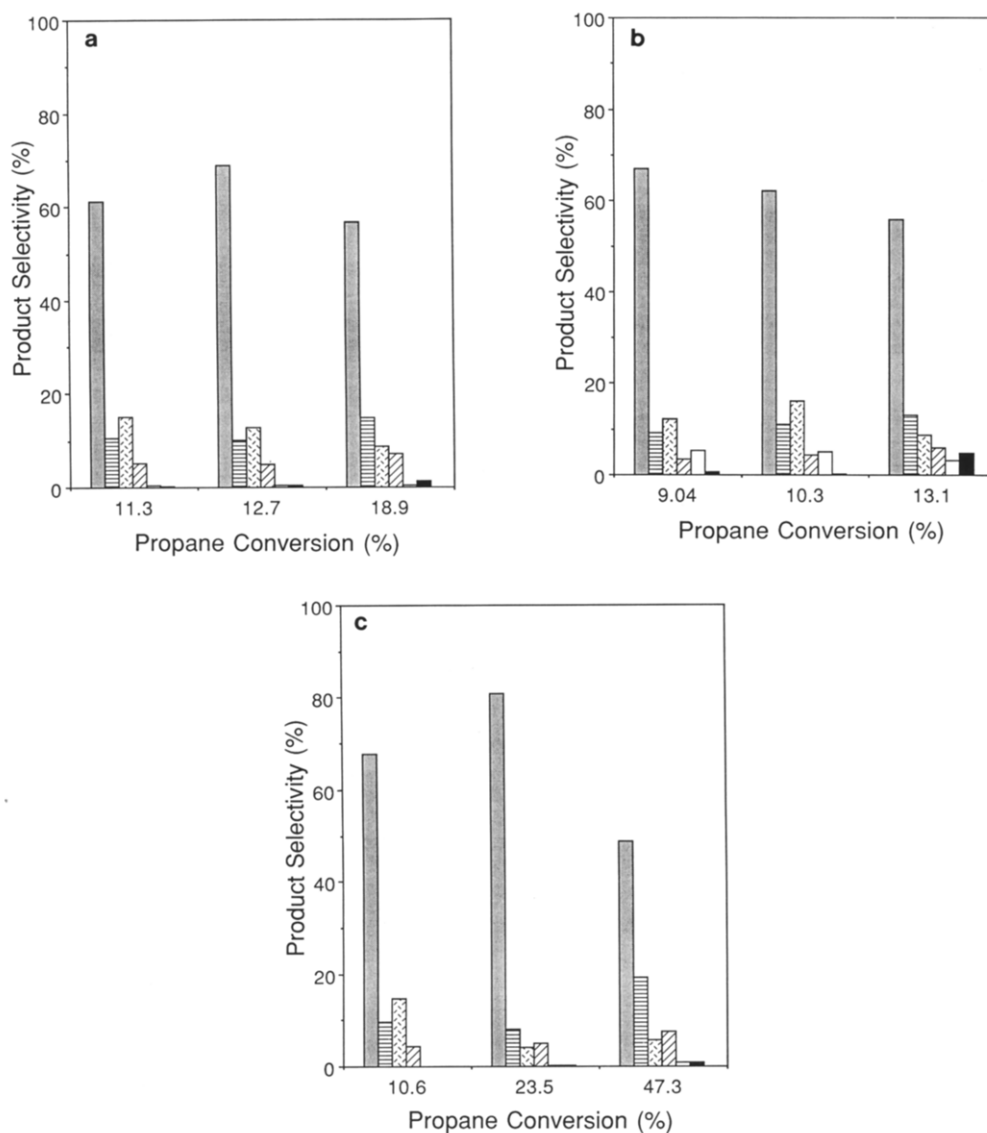 a
Product Selectivity (%)
100
80
60
40
20
0
11.3 12.7 18.9
Propane Conversion (%)
b
Product Selectivity (%)
100
80
60
40
20
0
9.04 10.3 13.1
Propane Conversion (%)
c
Product Selectivity (%)
100
80
60
40
20
0
10.6 23.5 47.3
Propane Conversion (%)